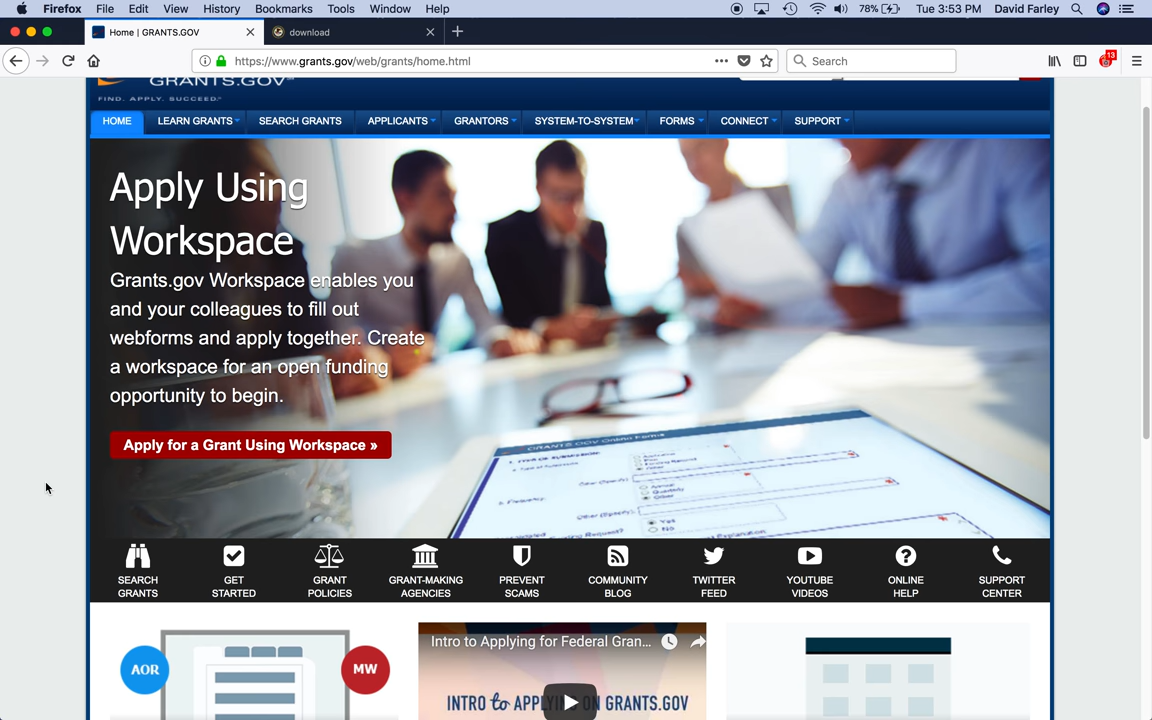 Firefox File Edit View History Bookmarks Tools Window Help 78% Tue 3:53 PM David Farley
Home | GRANTS.GOV download
https://www.grants.gov/web/grants/home.html Search 13
GRANTS.GOV
FIND. APPLY. SUCCEED.
HOME LEARN GRANTS SEARCH GRANTS APPLICANTS GRANTORS SYSTEM-TO-SYSTEM FORMS CONNECT SUPPORT
Apply Using
Workspace
Grants.gov Workspace enables you
and your colleagues to fill out
webforms and apply together. Create
a workspace for an open funding
opportunity to begin.
Apply for a Grant Using Workspace »
GRANTS.GOV
Yes
No
SEARCH GRANTS
GET STARTED
GRANT POLICIES
GRANT-MAKING AGENCIES
PREVENT SCAMS
COMMUNITY BLOG
TWITTER FEED
YOUTUBE VIDEOS
ONLINE HELP
SUPPORT CENTER
AOR MW
Intro to Applying for Federal Gran...
INTRO to APPLYING ON GRANTS.GOV